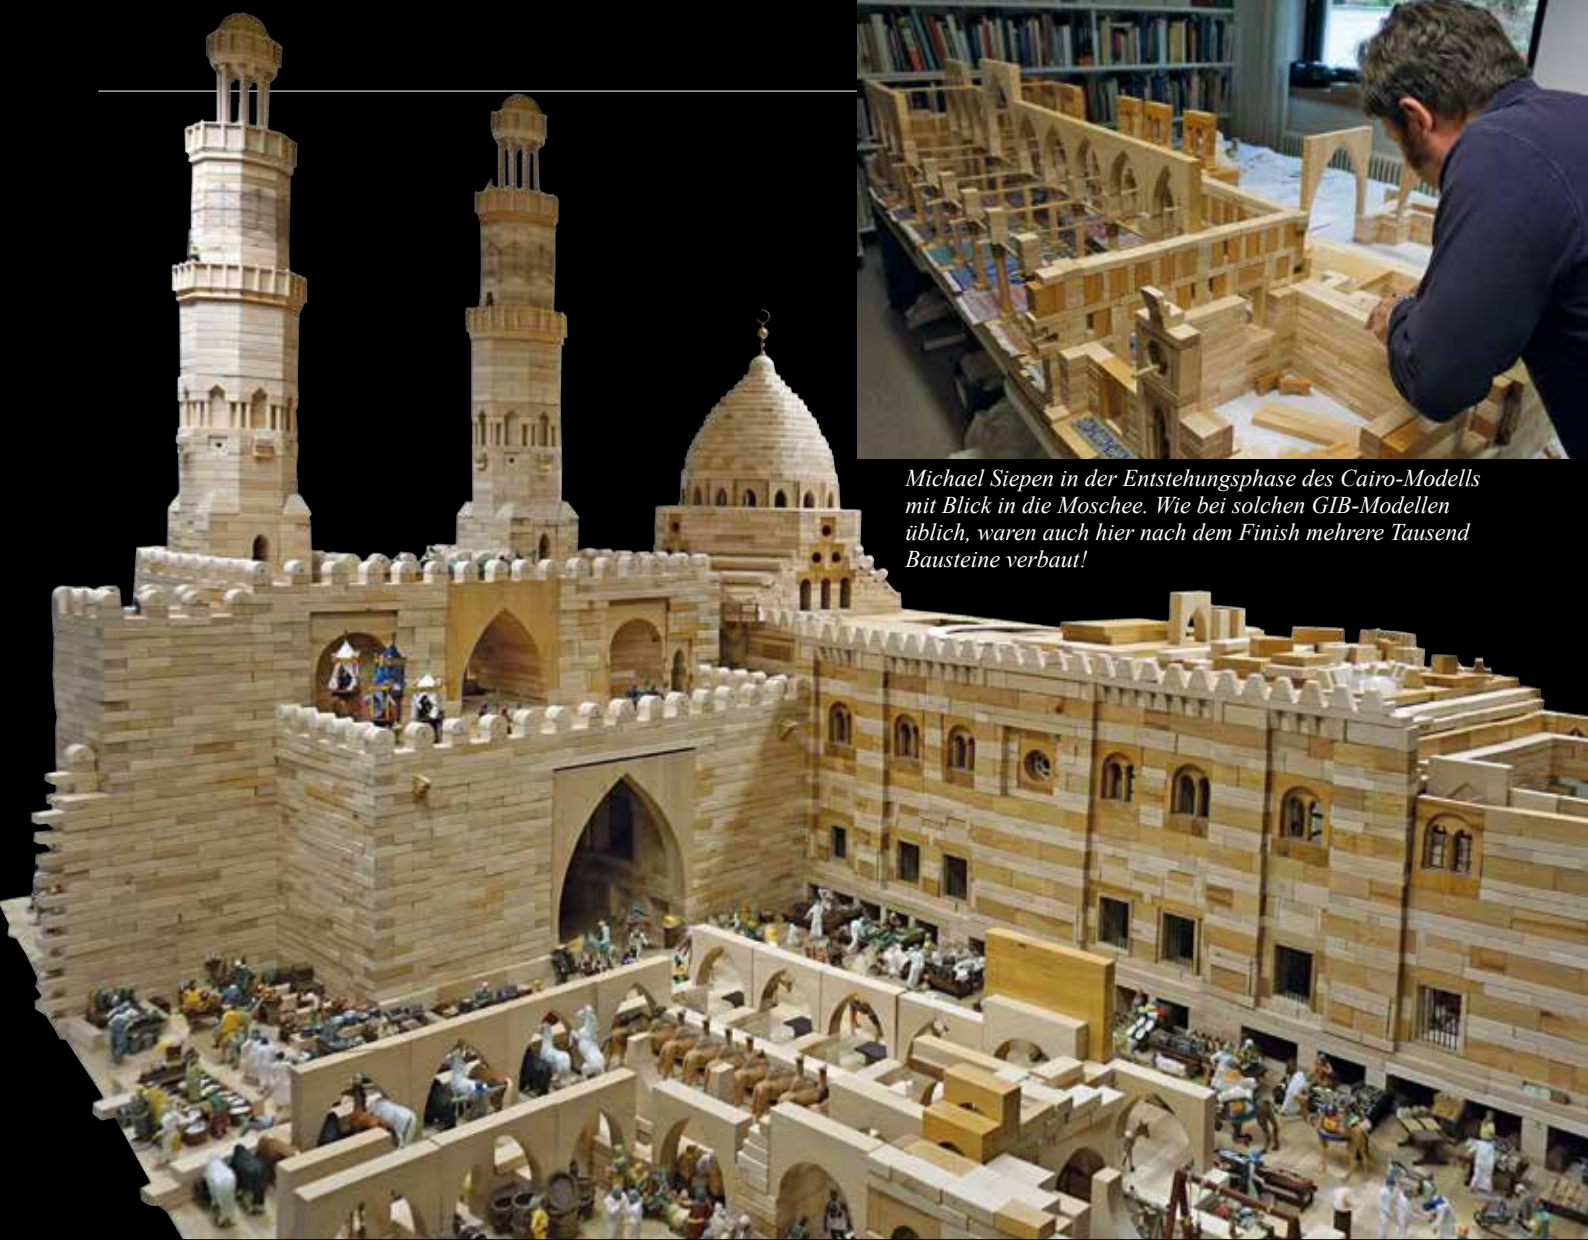 Michael Siepen in der Entstehungsphase des Cairo-Modells
mit Blick in die Moschee. Wie bei solchen GIB-Modellen
üblich, waren auch hier nach dem Finish mehrere Tausend
Bausteine verbaut!